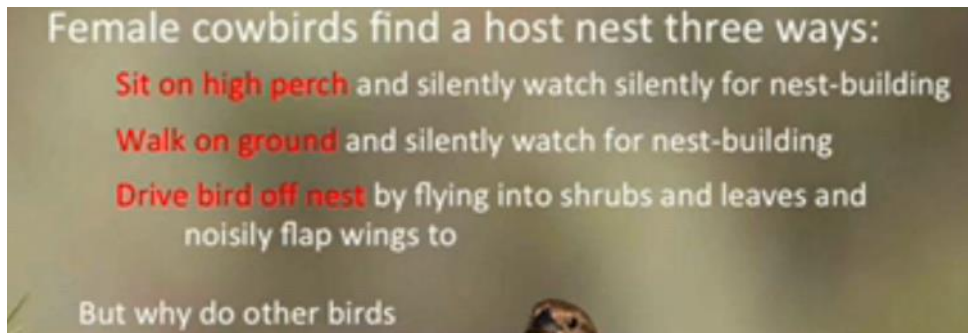 Female cowbirds find a host nest three ways:
Sit on high perch and silently watch silently for nest-building
Walk on ground and silently watch for nest-building
Drive bird off nest by flying into shrubs and leaves and
noisily flap wings to
But why do other birds